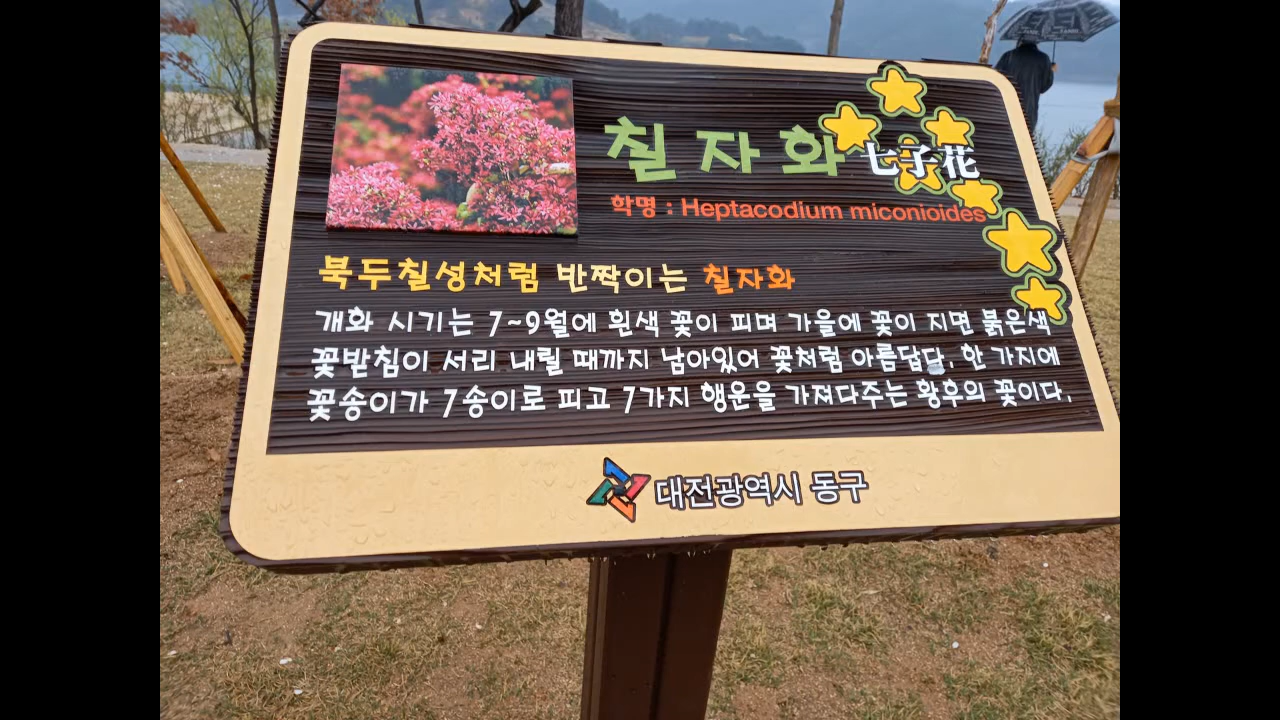 칠자화 七子花
학명 : Heptacodium miconioides
북두칠성처럼 반짝이는 칠자화
개화 시기는 7~9월에 흰색 꽃이 피며 가을에 꽃이 지면 붉은색
꽃받침이 서리 내릴 때까지 남아있어 꽃처럼 아름답다. 한 가지에
꽃송이가 7송이로 피고 7가지 행운을 가져다주는 황후의 꽃이다.
대전광역시 동구